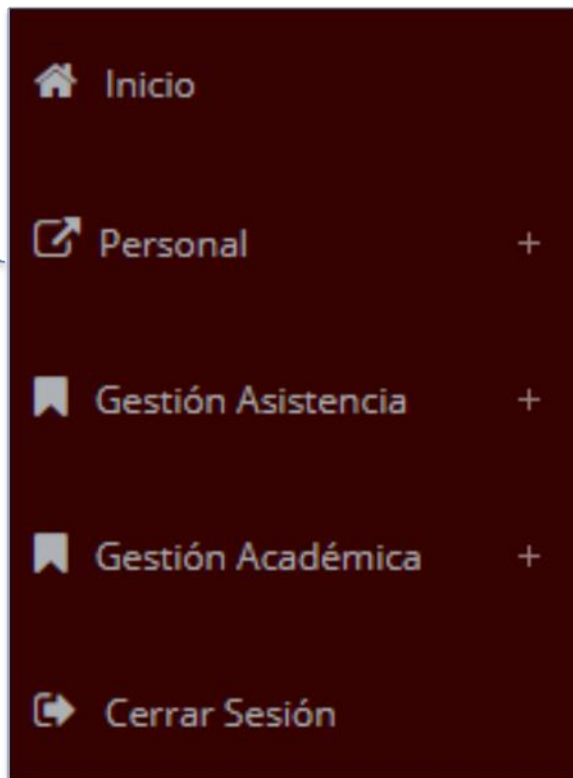 Inicio
Personal +
Gestión Asistencia +
Gestión Académica +
Cerrar Sesión